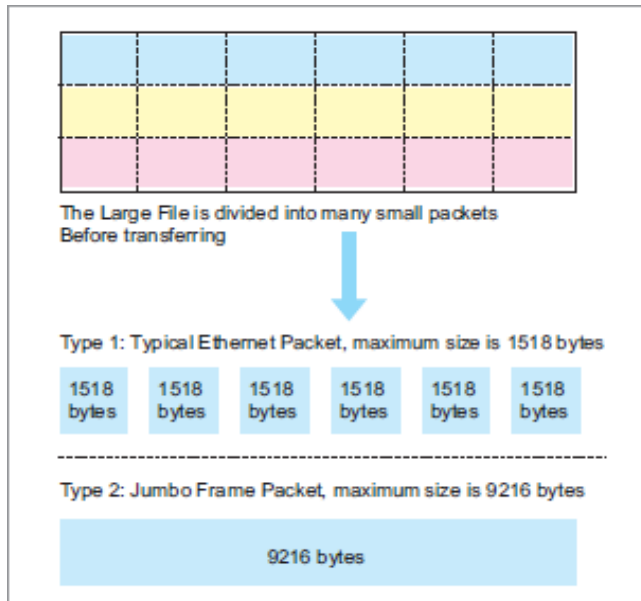 The Large File is divided into many small packets
Before transferring
Type 1: Typical Ethernet Packet, maximum size is 1518 bytes
1518 1518 1518 1518 1518 1518
bytes bytes bytes bytes bytes bytes
Type 2: Jumbo Frame Packet, maximum size is 9216 bytes
9216 bytes